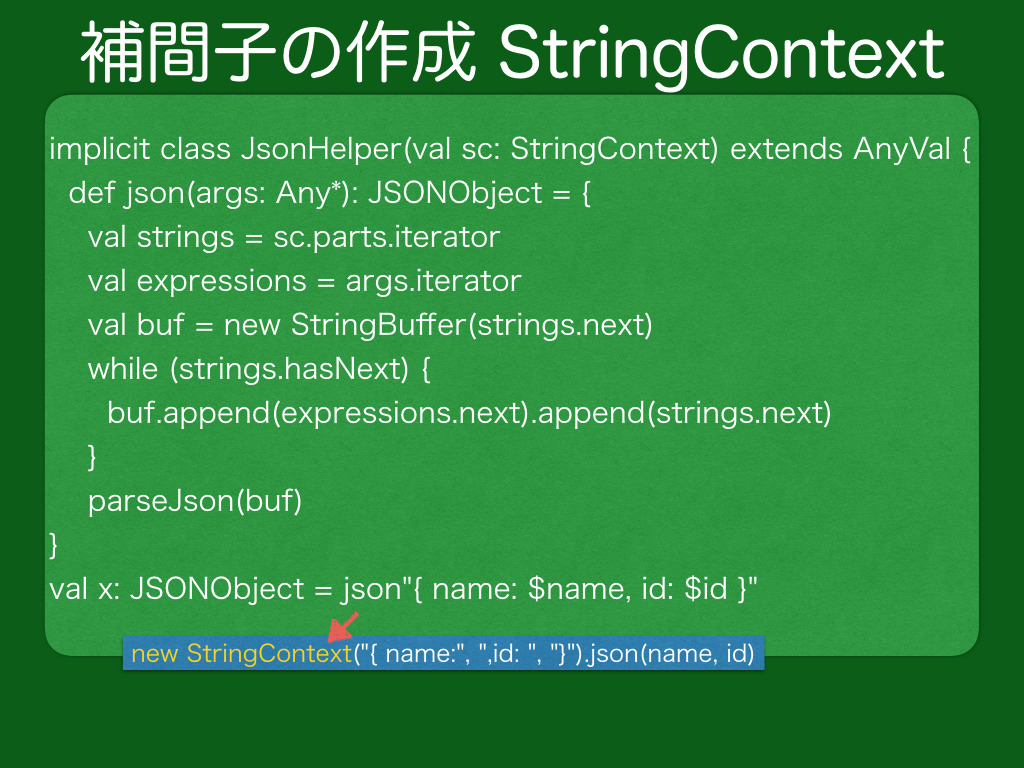 補間子の作成 StringContext
implicit class JsonHelper(val sc: StringContext) extends AnyVal {
def json(args: Any*): JSONObject = {
val strings = sc.parts.iterator
val expressions = args.iterator
val buf = new StringBuffer(strings.next)
while (strings.hasNext) {
buf.append(expressions.next).append(strings.next)
}
parseJson(buf)
}
val x: JSONObject = json"{ name: $name, id: $id }"
new StringContext("{ name:", ",id: ", "}").json(name, id)